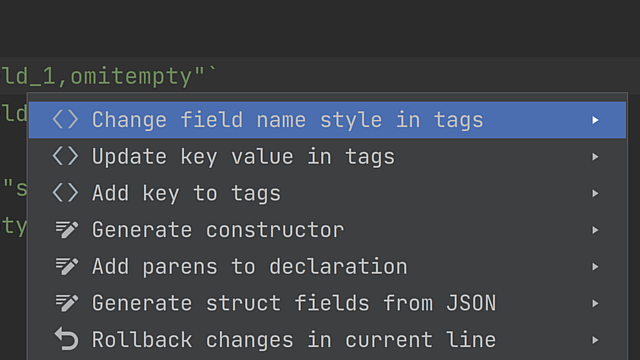 ld_1,omitempty"`
ld
Change field name style in tags
Update key value in tags
Add key to tags
"s
Generate constructor
ty
Add parens to declaration
Generate struct fields from JSON
Rollback changes in current line